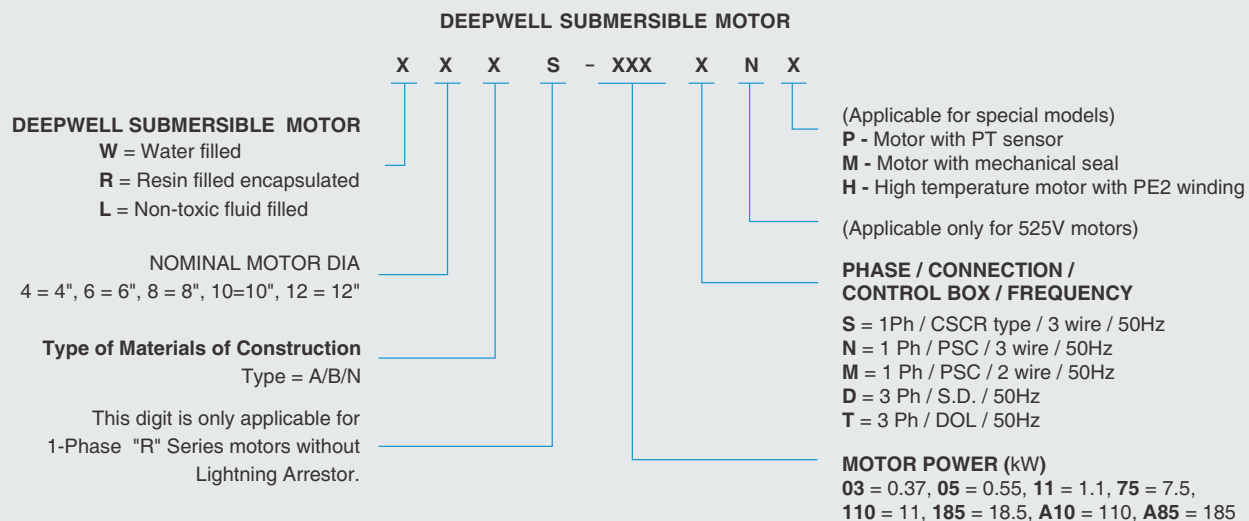 DEEPWELL SUBMERSIBLE MOTOR
X X X S – XXX X N X
DEEPWELL SUBMERSIBLE MOTOR
W = Water filled
R = Resin filled encapsulated
L = Non-toxic fluid filled
NOMINAL MOTOR DIA
4 = 4", 6 = 6", 8 = 8", 10=10", 12 = 12"
Type of Materials of Construction
Type = A/B/N
This digit is only applicable for
1-Phase "R" Series motors without
Lightning Arrestor.
(Applicable for special models)
P - Motor with PT sensor
M - Motor with mechanical seal
H - High temperature motor with PE2 winding
(Applicable only for 525V motors)
PHASE / CONNECTION /
CONTROL BOX / FREQUENCY
S = 1Ph / CSCR type / 3 wire / 50Hz
N = 1 Ph / PSC / 3 wire / 50Hz
M = 1 Ph / PSC / 2 wire / 50Hz
D = 3 Ph / S.D. / 50Hz
T = 3 Ph / DOL / 50Hz
MOTOR POWER (kW)
03 = 0.37, 05 = 0.55, 11 = 1.1, 75 = 7.5,
110 = 11, 185 = 18.5, A10 = 110, A85 = 185